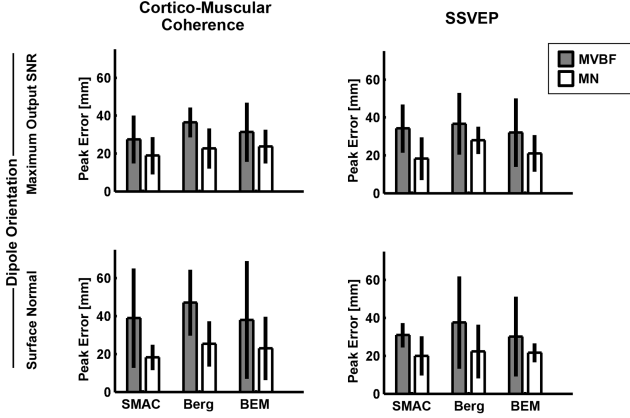 Cortico-Muscular
Coherence
SSVEP
MVBF
MN
Dipole Orientation
Maximum Output SNR
Peak Error [mm]
60
40
20
0
Peak Error [mm]
60
40
20
0
Surface Normal
Peak Error [mm]
60
40
20
0
SMAC
Berg
BEM
Peak Error [mm]
60
40
20
0
SMAC
Berg
BEM